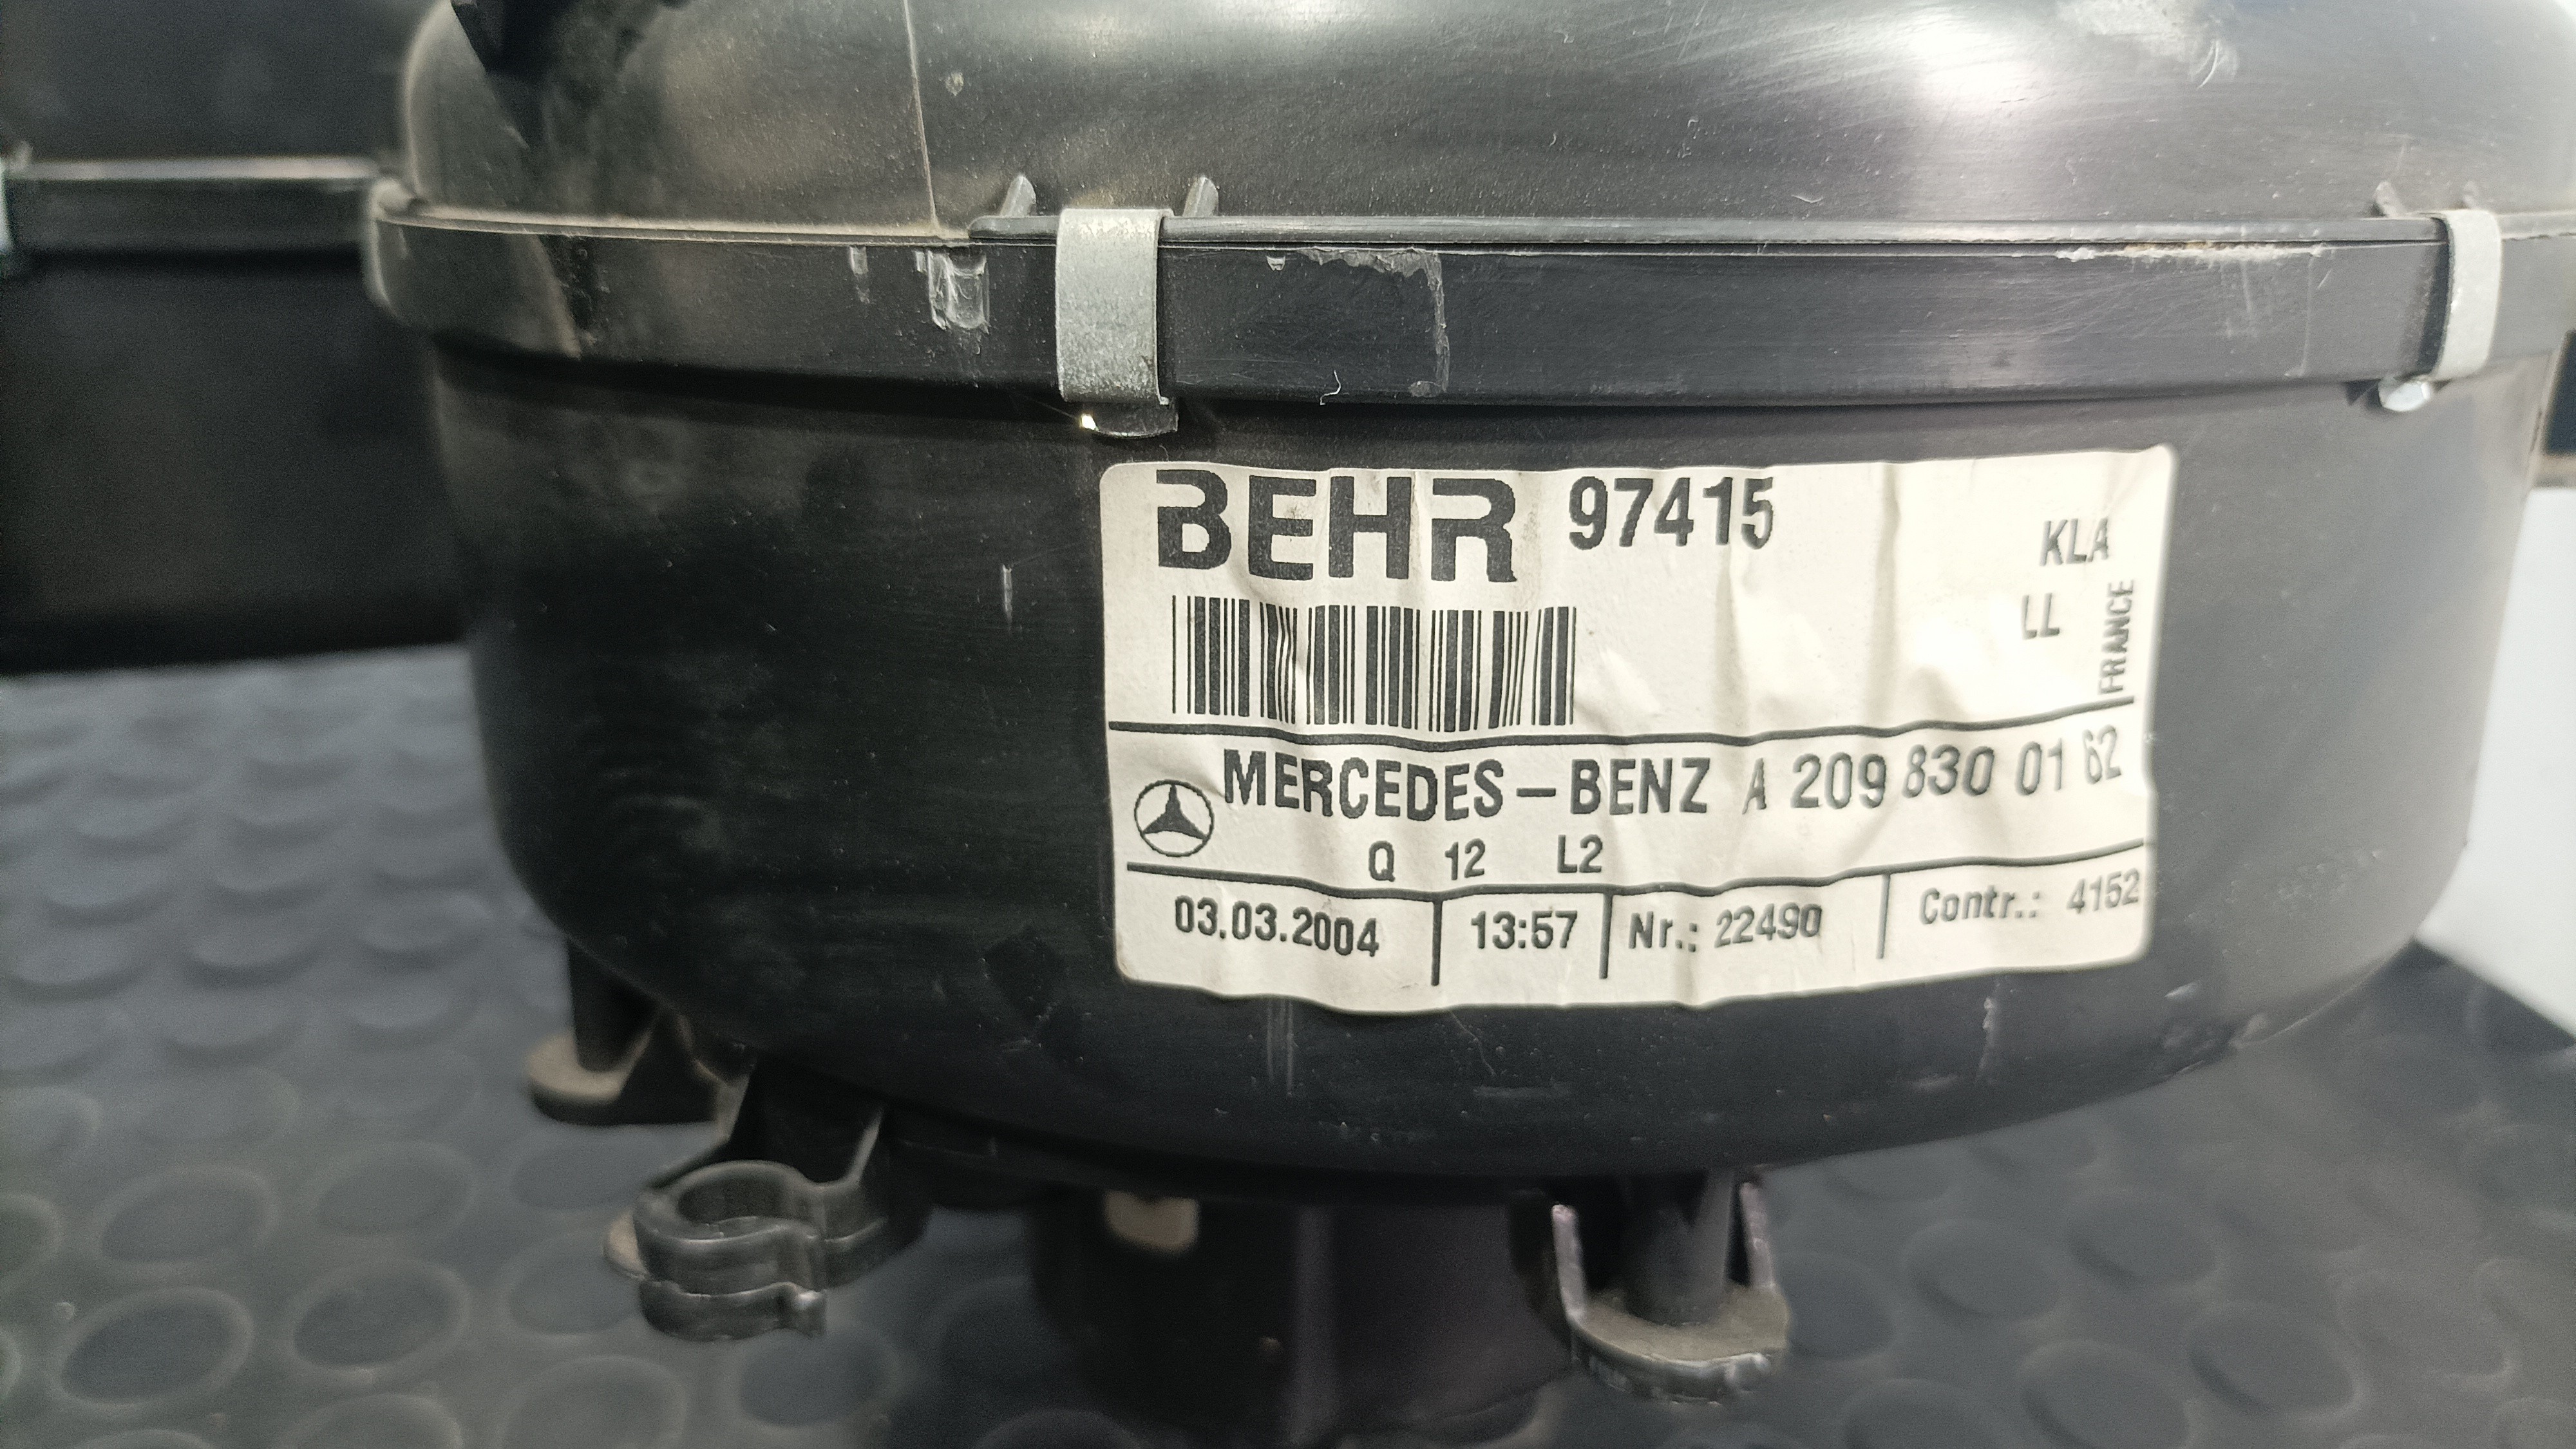 BEHR 97415
KLA
LL
FRANCE
MERCEDES-BENZ A 209 830 01 62
Q 12 L2
03.03.2004 13:57 Nr.: 22490 Contr.: 4152